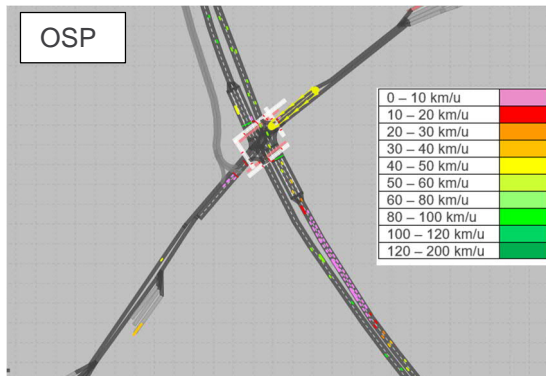 OSP
0 – 10 km/u
10 – 20 km/u
20 – 30 km/u
30 – 40 km/u
40 – 50 km/u
50 – 60 km/u
60 – 80 km/u
80 – 100 km/u
100 – 120 km/u
120 – 200 km/u